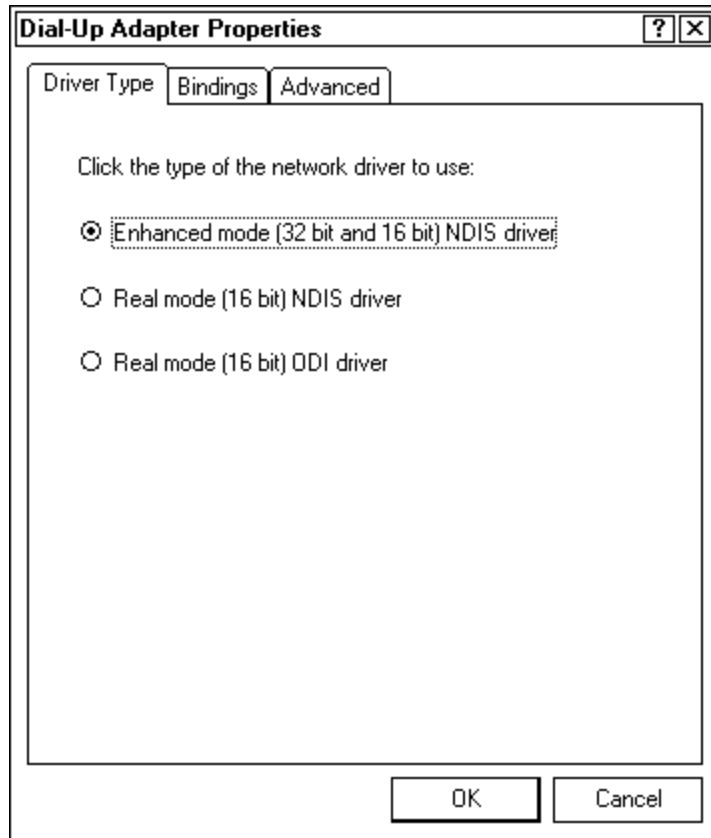 Dial-Up Adapter Properties ? X
Driver Type Bindings Advanced
Click the type of the network driver to use:
Enhanced mode (32 bit and 16 bit) NDIS driver
Real mode (16 bit) NDIS driver
Real mode (16 bit) ODI driver
OK Cancel